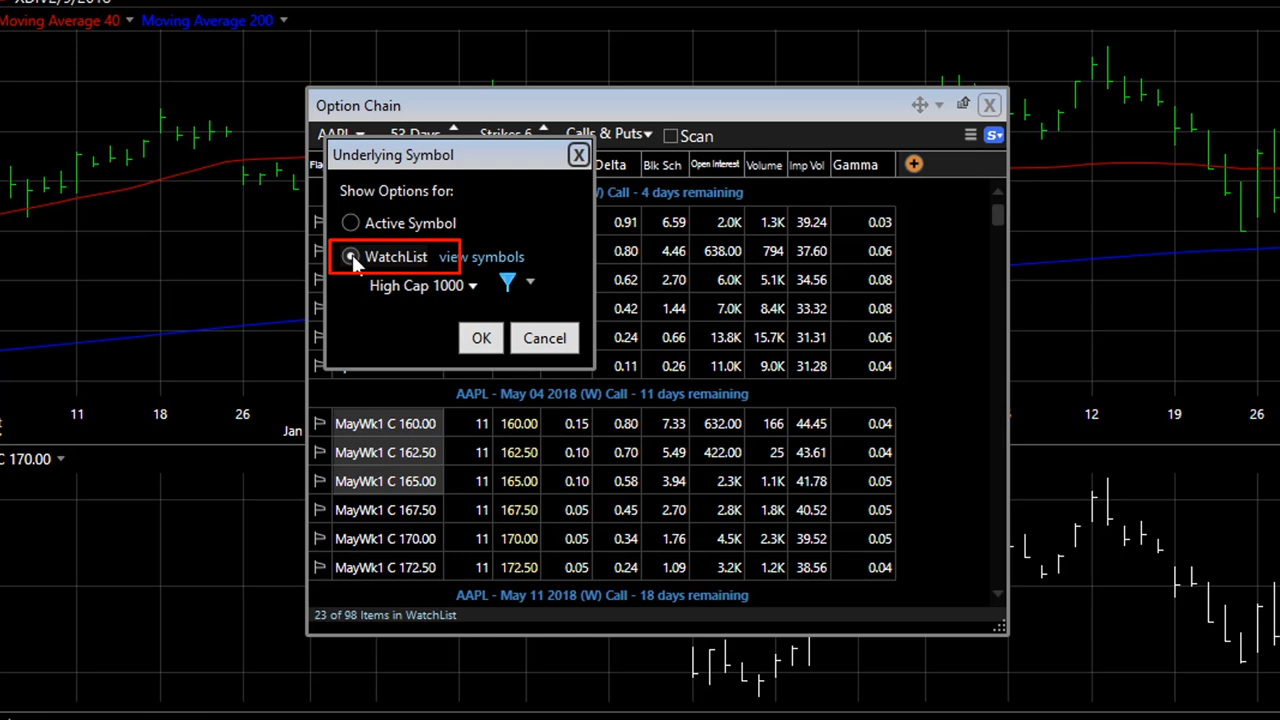 Moving Average 40 Moving Average 200
Option Chain X
AAPL 53 Days Strikes 6 Calls & Puts Scan S
Underlying Symbol X
Delta Blk Sch Open Interest Volume Imp Vol Gamma
Show Options for:
) Call - 4 days remaining
Active Symbol
0.91 6.59 2.0K 1.3K 39.24 0.03
WatchList view symbols
0.80 4.46 638.00 794 37.60 0.06
High Cap 1000
0.62 2.70 6.0K 5.1K 34.56 0.08
0.42 1.44 7.0K 8.4K 33.32 0.08
OK Cancel
0.24 0.66 13.8K 15.7K 31.31 0.06
0.11 0.26 11.0K 9.0K 31.28 0.04
AAPL - May 04 2018 (W) Call - 11 days remaining
11 18 26 12 19 26
Jan
MayWk1 C 160.00 11 160.00 0.15 0.80 7.33 632.00 166 44.45 0.04
MayWk1 C 162.50 11 162.50 0.10 0.70 5.49 422.00 25 43.61 0.04
C 170.00
MayWk1 C 165.00 11 165.00 0.10 0.58 3.94 2.3K 1.1K 41.78 0.05
MayWk1 C 167.50 11 167.50 0.05 0.45 2.70 2.8K 1.8K 40.52 0.05
MayWk1 C 170.00 11 170.00 0.05 0.34 1.76 4.5K 2.3K 39.52 0.05
MayWk1 C 172.50 11 172.50 0.05 0.24 1.09 3.2K 1.2K 38.56 0.04
AAPL - May 11 2018 (W) Call - 18 days remaining
23 of 98 Items in WatchList